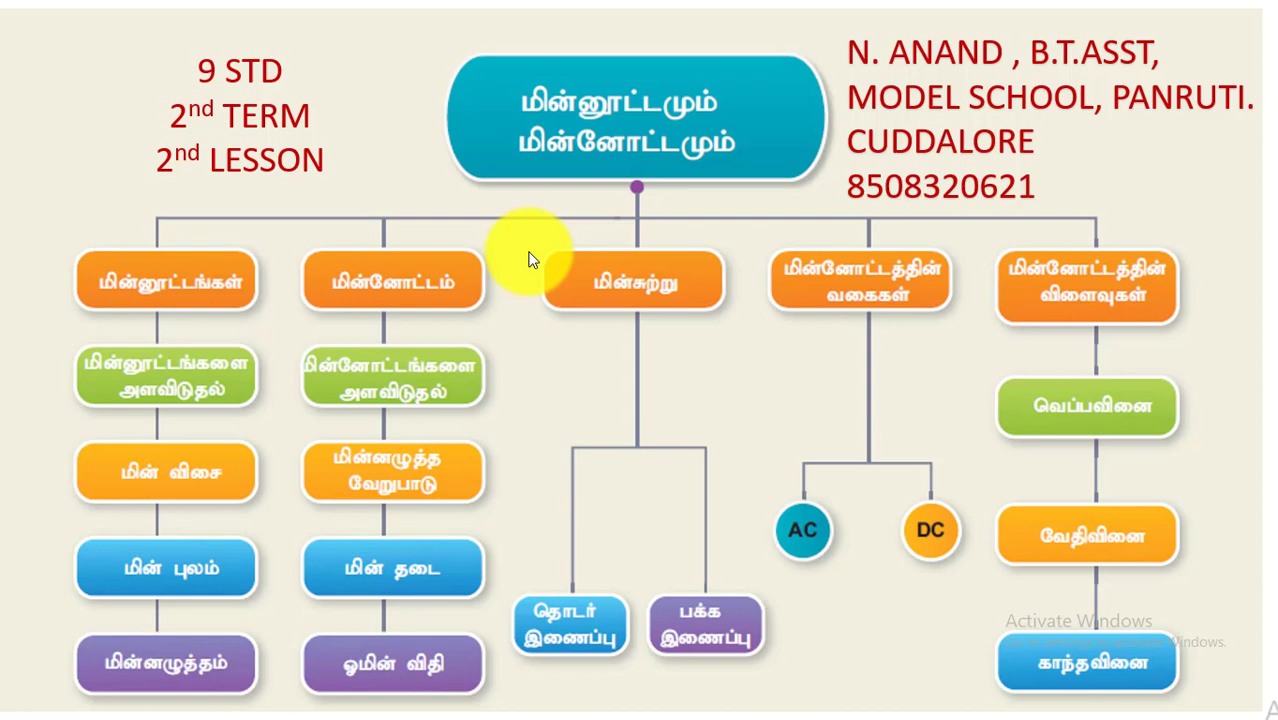 9 STD
2nd TERM
2nd LESSON
மின்னூட்டமும்
மின்னோட்டமும்
N. ANAND , B.T.ASST,
MODEL SCHOOL, PANRUTI.
CUDDALORE
8508320621
மின்னூட்டங்கள்
மின்னூட்டங்களை
அளவிடுதல்
மின் விசை
மின் புலம்
மின்னழுத்தம்
மின்னோட்டம்
மின்னோட்டங்களை
அளவிடுதல்
மின்னழுத்த
வேறுபாடு
மின் தடை
ஓமின் விதி
மின்சுற்று
தொடர்
இணைப்பு
பக்க
இணைப்பு
மின்னோட்டத்தின்
வகைகள்
AC
DC
மின்னோட்டத்தின்
விளைவுகள்
வெப்பவினை
வேதிவினை
காந்தவினை
Activate Windows
Windows.